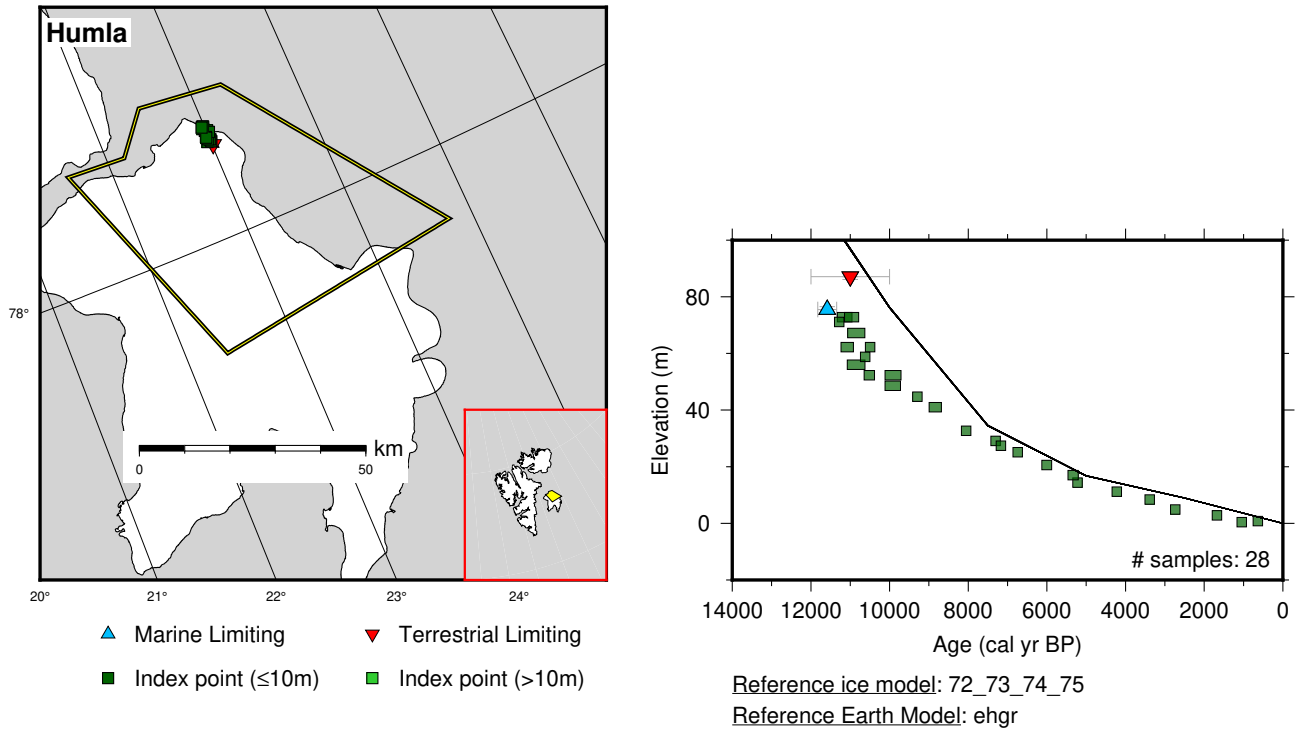 Humla
78°
km
0
50
20°
21°
22°
23°
24°
Marine Limiting
Terrestrial Limiting
Index point (≤10m)
Index point (>10m)
80
40
0
Elevation (m)
# samples: 28
14000 12000 10000 8000 6000 4000 2000 0
Age (cal yr BP)
Reference ice model: 72_73_74_75
Reference Earth Model: ehgr